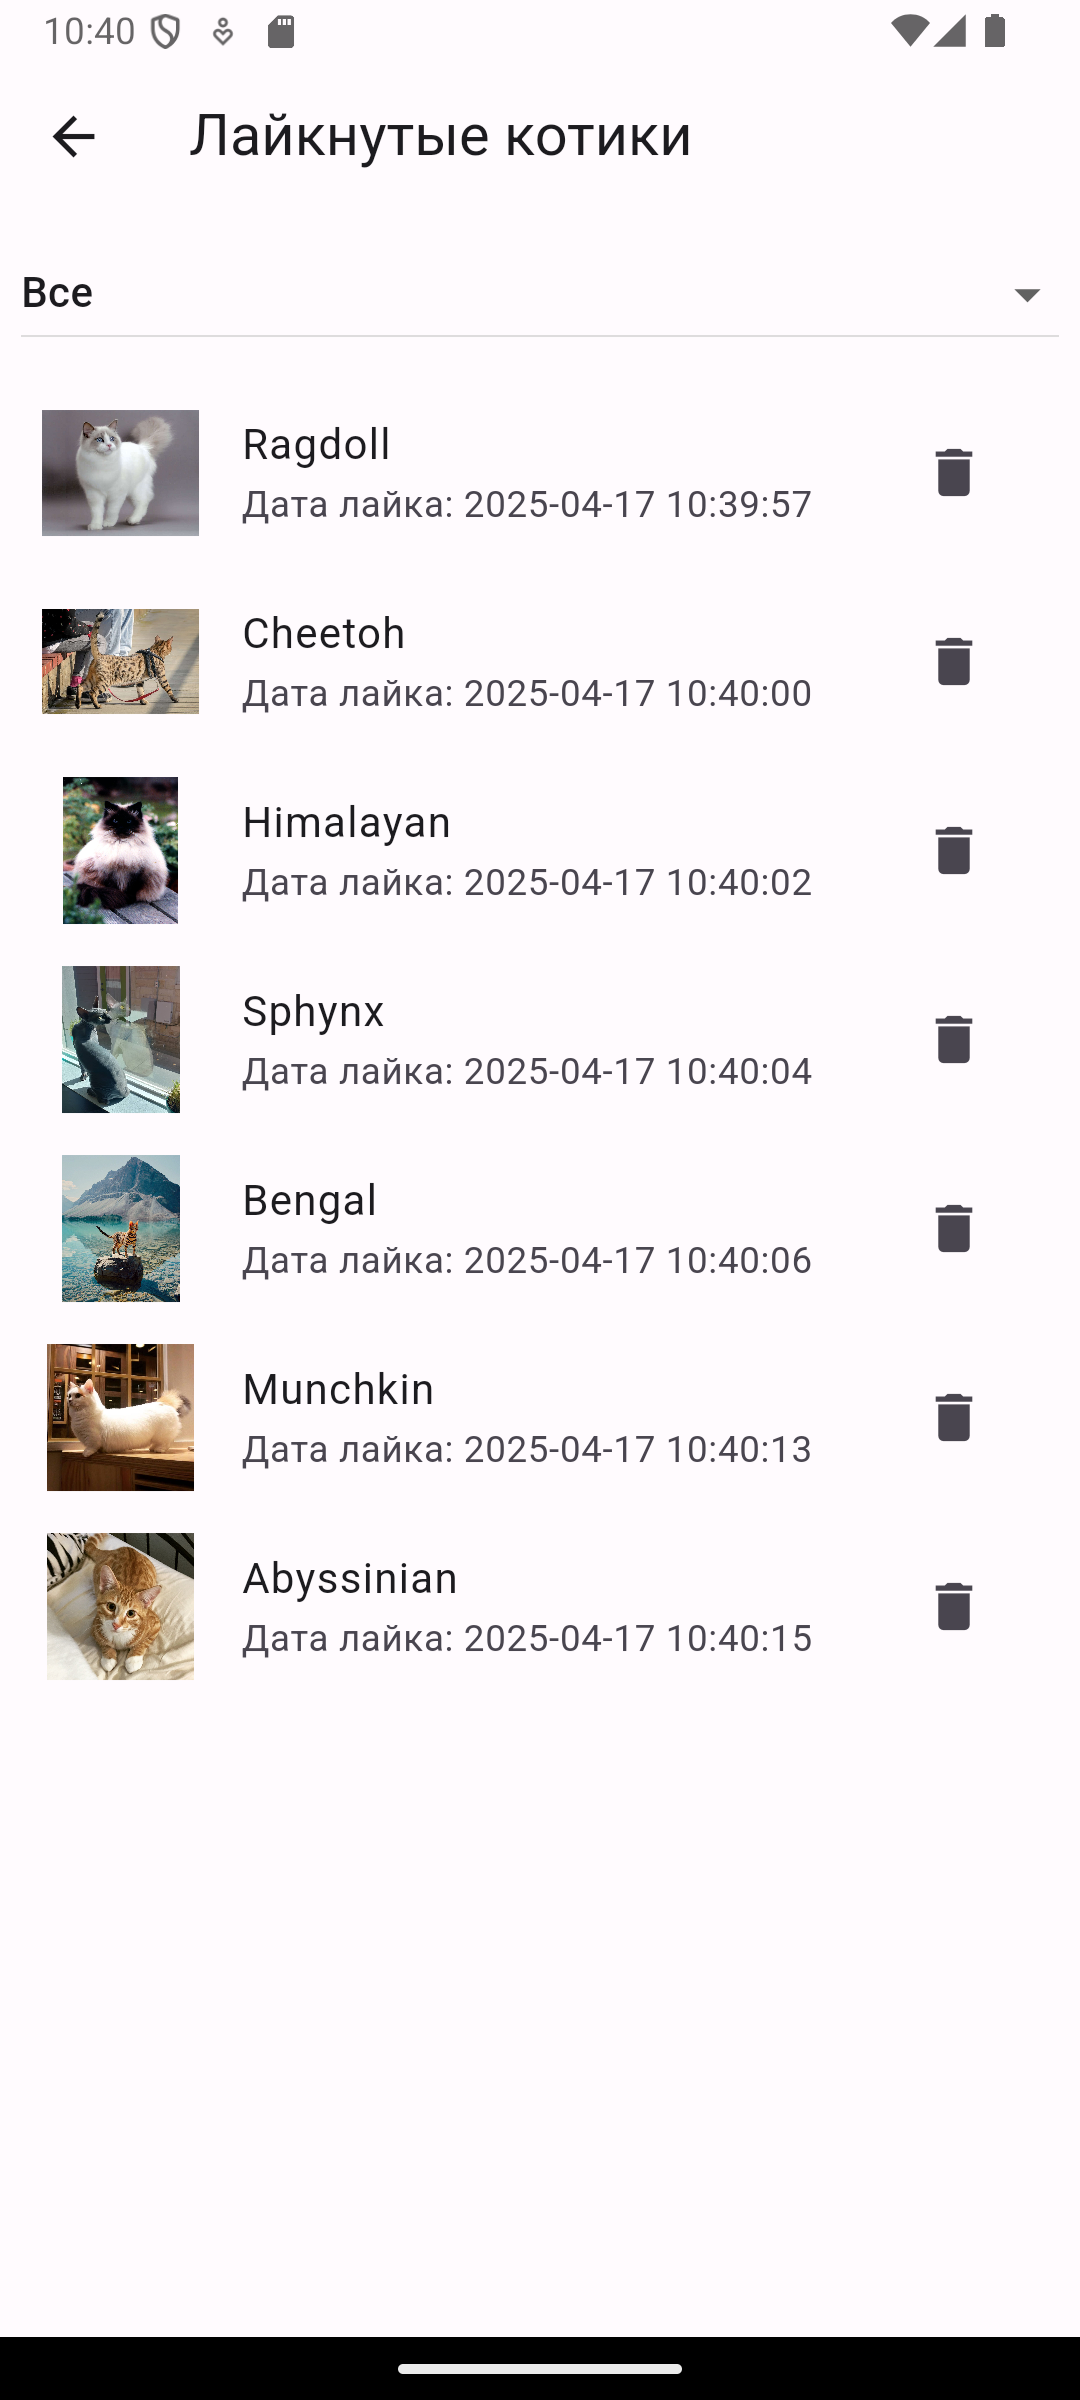 10:40
Лайкнутые котики
Все
Ragdoll
Дата лайка: 2025-04-17 10:39:57
Cheetoh
Дата лайка: 2025-04-17 10:40:00
Himalayan
Дата лайка: 2025-04-17 10:40:02
Sphynx
Дата лайка: 2025-04-17 10:40:04
Bengal
Дата лайка: 2025-04-17 10:40:06
Munchkin
Дата лайка: 2025-04-17 10:40:13
Abyssinian
Дата лайка: 2025-04-17 10:40:15